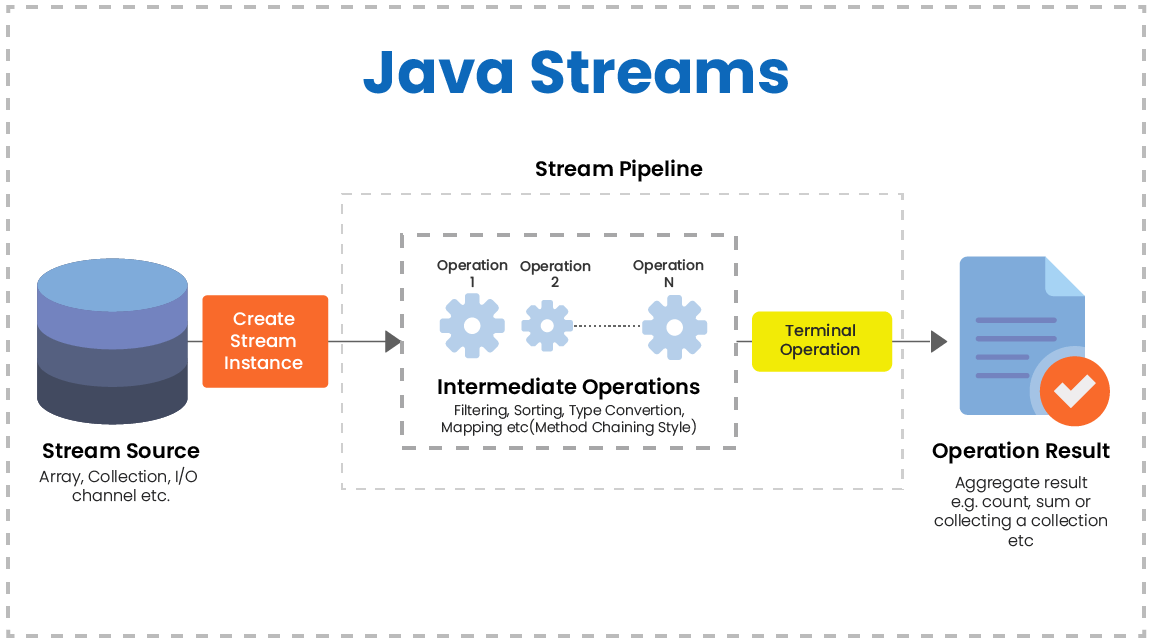 Java Streams
Stream Pipeline
Operation
1
Operation
2
Operation
N
Create
Stream
Instance
Terminal
Operation
Intermediate Operations
Filtering, Sorting, Type Convertion,
Mapping etc(Method Chaining Style)
Stream Source
Array, Collection, I/O
channel etc.
Operation Result
Aggregate result
e.g. count, sum or
collecting a collection
etc